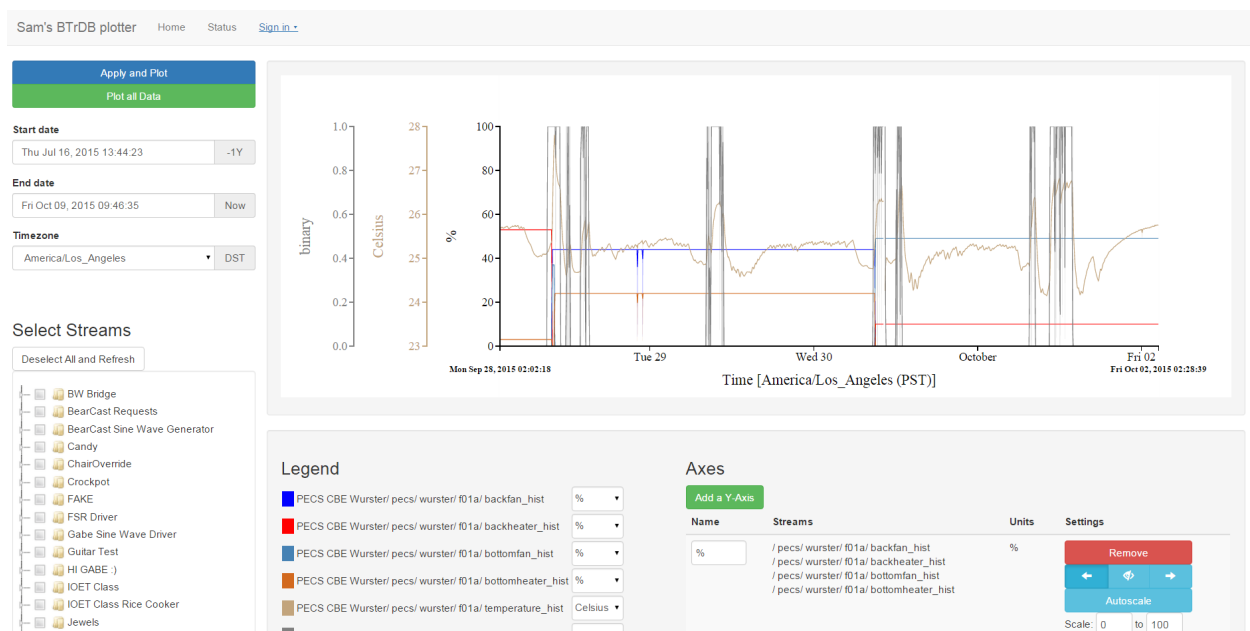 Sam's BTrDB plotter Home Status Sign in
Apply and Plot
Plot all Data
Start date
Thu Jul 16, 2015 13:44:23 -1Y
End date
Fri Oct 09, 2015 09:46:35 Now
Timezone
America/Los_Angeles DST
Select Streams
Deselect All and Refresh
BW Bridge
BearCast Requests
BearCast Sine Wave Generator
Candy
ChairOverride
Crockpot
FAKE
FSR Driver
Gabe Sine Wave Driver
Guitar Test
HI GABE :)
IOET Class
IOET Class Rice Cooker
Jewels
binary
1.0
0.8
0.6
0.4
0.2
0.0
Celsius
28
27
26
25
24
23
%
100
80
60
40
20
0
Tue 29 Wed 30 October Fri 02
Mon Sep 28, 2015 02:02:18 Fri Oct 02, 2015 02:28:39
Time [America/Los_Angeles (PST)]
Legend
PECS CBE Wurster/ pecs/ wurster/ f01a/ backfan_hist %
PECS CBE Wurster/ pecs/ wurster/ f01a/ backheater_hist %
PECS CBE Wurster/ pecs/ wurster/ f01a/ bottomfan_hist %
PECS CBE Wurster/ pecs/ wurster/ f01a/ bottomheater_hist %
PECS CBE Wurster/ pecs/ wurster/ f01a/ temperature_hist Celsius
Axes
Add a Y-Axis
Name Streams Units Settings
% / pecs/ wurster/ f01a/ backfan_hist % Remove
/ pecs/ wurster/ f01a/ backheater_hist
/ pecs/ wurster/ f01a/ bottomfan_hist
/ pecs/ wurster/ f01a/ bottomheater_hist
Autoscale
Scale: 0 to 100